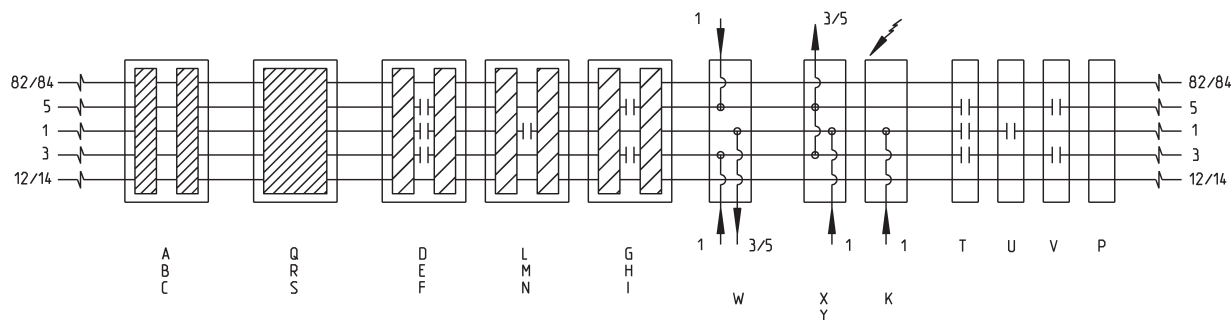 1 3/5
82/84 82/84
5 5
1 1
3 3
12/14 12/14
1 3/5 1 1
A Q D L G T U V P
B R E M H
C S F N I
W X K
Y